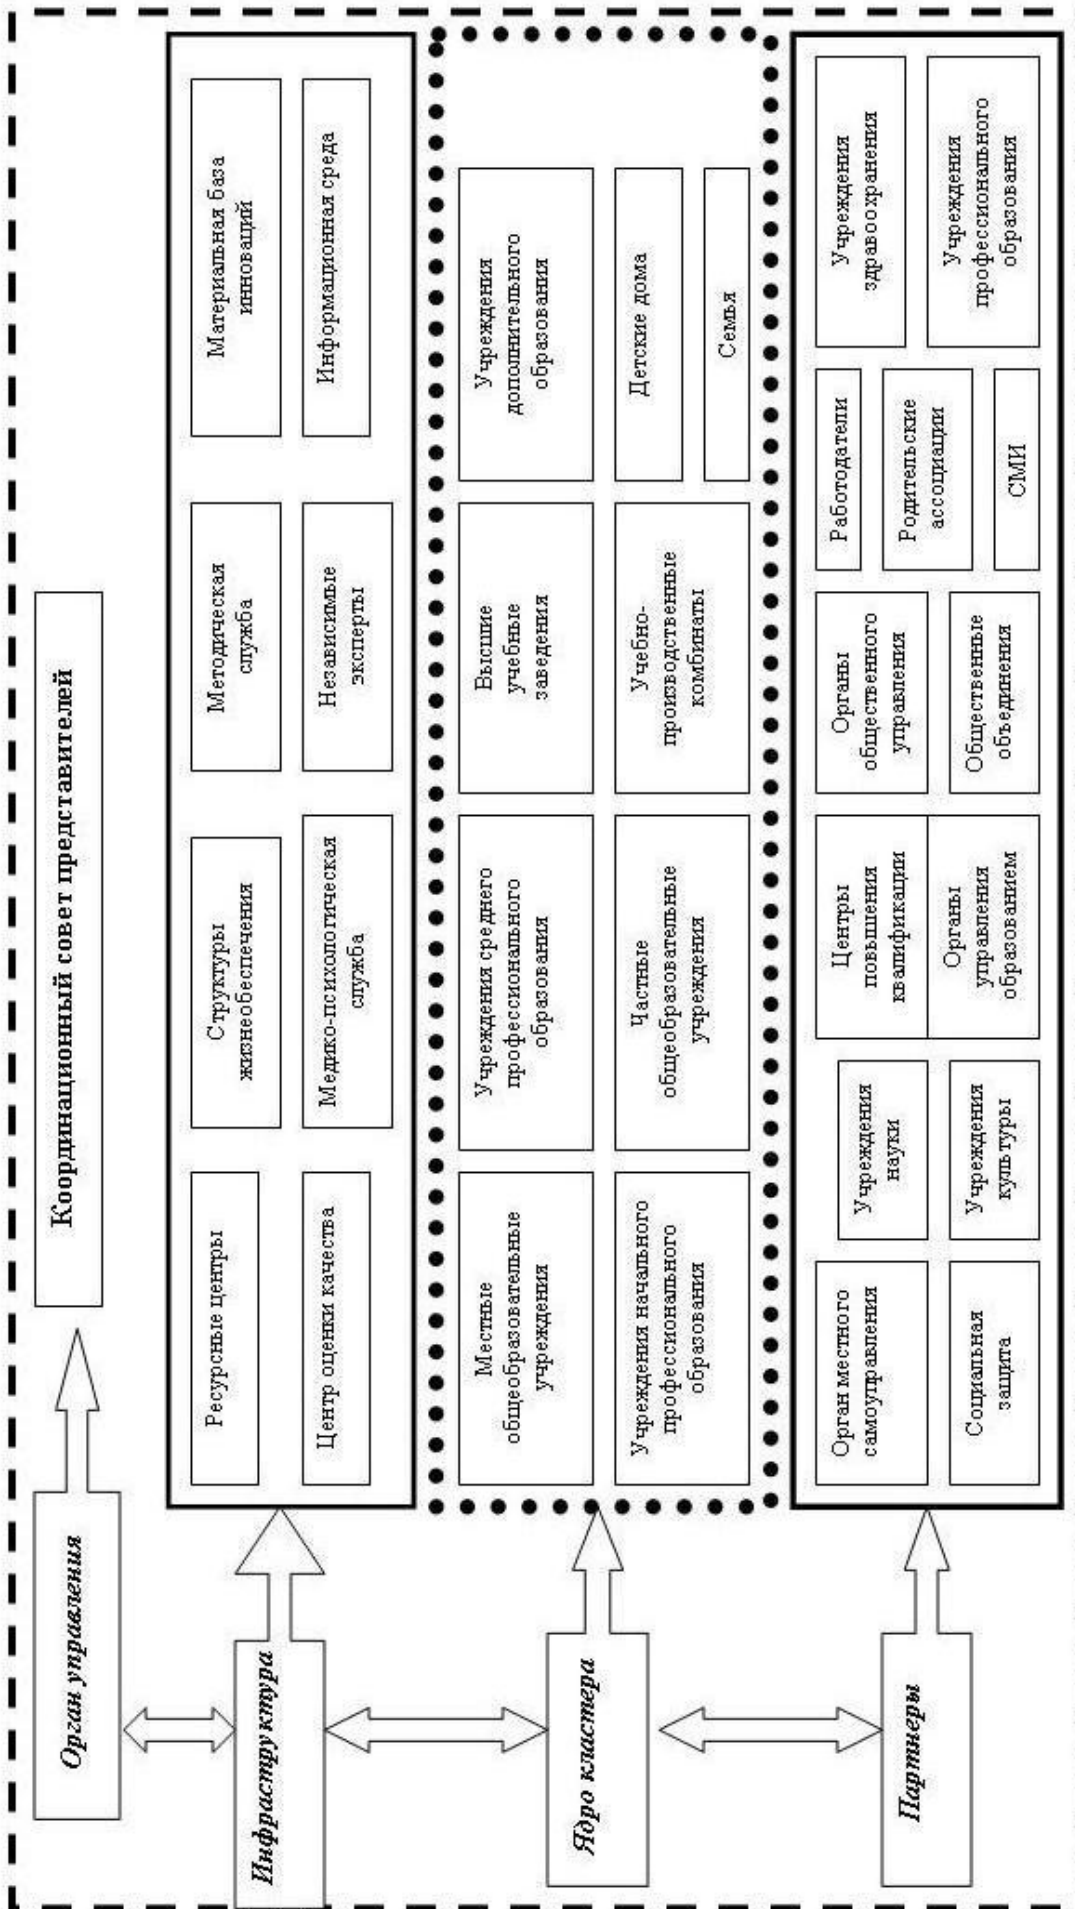 Орган управления
Координационный совет представителей
Инфраструктура
Ресурсные центры
Центр оценки качества
Структуры
жизнеобеспечения
Медико-психологическая
служба
Методическая
служба
Независимые
эксперты
Материальная база
инноваций
Информационная среда
Ядро кластера
Местные
общеобразовательные
учреждения
Учреждения начального
профессионального
образования
Учреждения среднего
профессионального
образования
Частные
общеобразовательные
учреждения
Высшие
учебные
заведения
Учебно-
производственные
комбинаты
Учреждения
дополнительного
образования
Детские дома
Семья
Партнеры
Орган местного
самоуправления
Социальная
защита
Учреждения
науки
Учреждения
культуры
Центры
повышения
квалификации
Органы
управления
образованием
Органы
общественного
управления
Общественные
объединения
Работодатели
Родительские
ассоциации
СМИ
Учреждения
здравоохранения
Учреждения
профессионального
образования